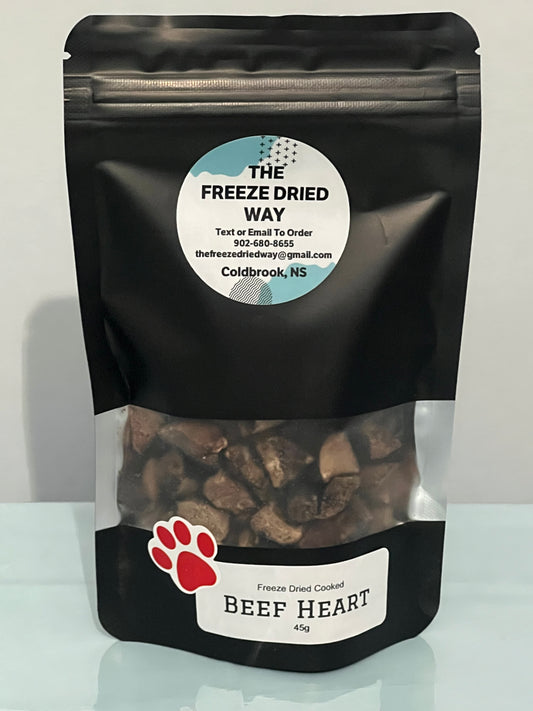 THE
FREEZE DRIED
WAY
Text or Email To Order
902-680-8655
thefreezedriedway@gmail.com
Coldbrook, NS
Freeze Dried Cooked
BEEF HEART
45g